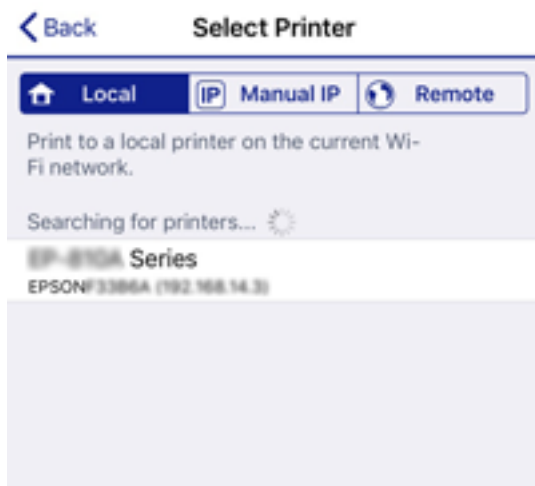 Back
Select Printer
Local
IP Manual IP
Remote
Print to a local printer on the current Wi-
Fi network.
Searching for printers...
Series
EPSON